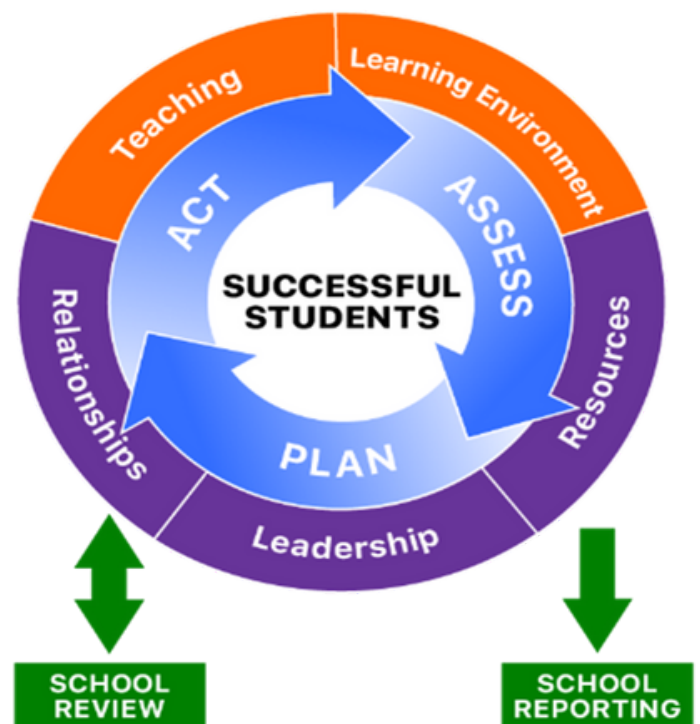 Teaching
Learning Environment
ACT
ASSESS
SUCCESSFUL
STUDENTS
Relationships
Resources
PLAN
Leadership
SCHOOL
REVIEW
SCHOOL
REPORTING